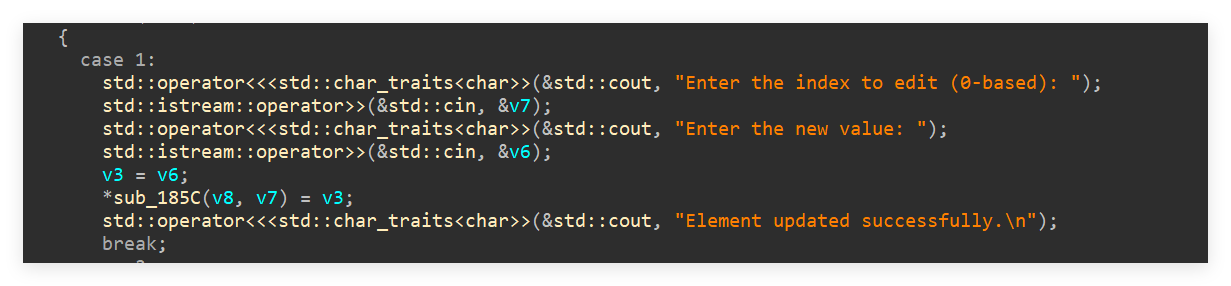 {
case 1:
std::operator<<<std::char_traits<char>>(&std::cout, "Enter the index to edit (0-based): ");
std::istream::operator>>(&std::cin, &v7);
std::operator<<<std::char_traits<char>>(&std::cout, "Enter the new value: ");
std::istream::operator>>(&std::cin, &v6);
v3 = v6;
*sub_185C(v8, v7) = v3;
std::operator<<<std::char_traits<char>>(&std::cout, "Element updated successfully.\n");
break;